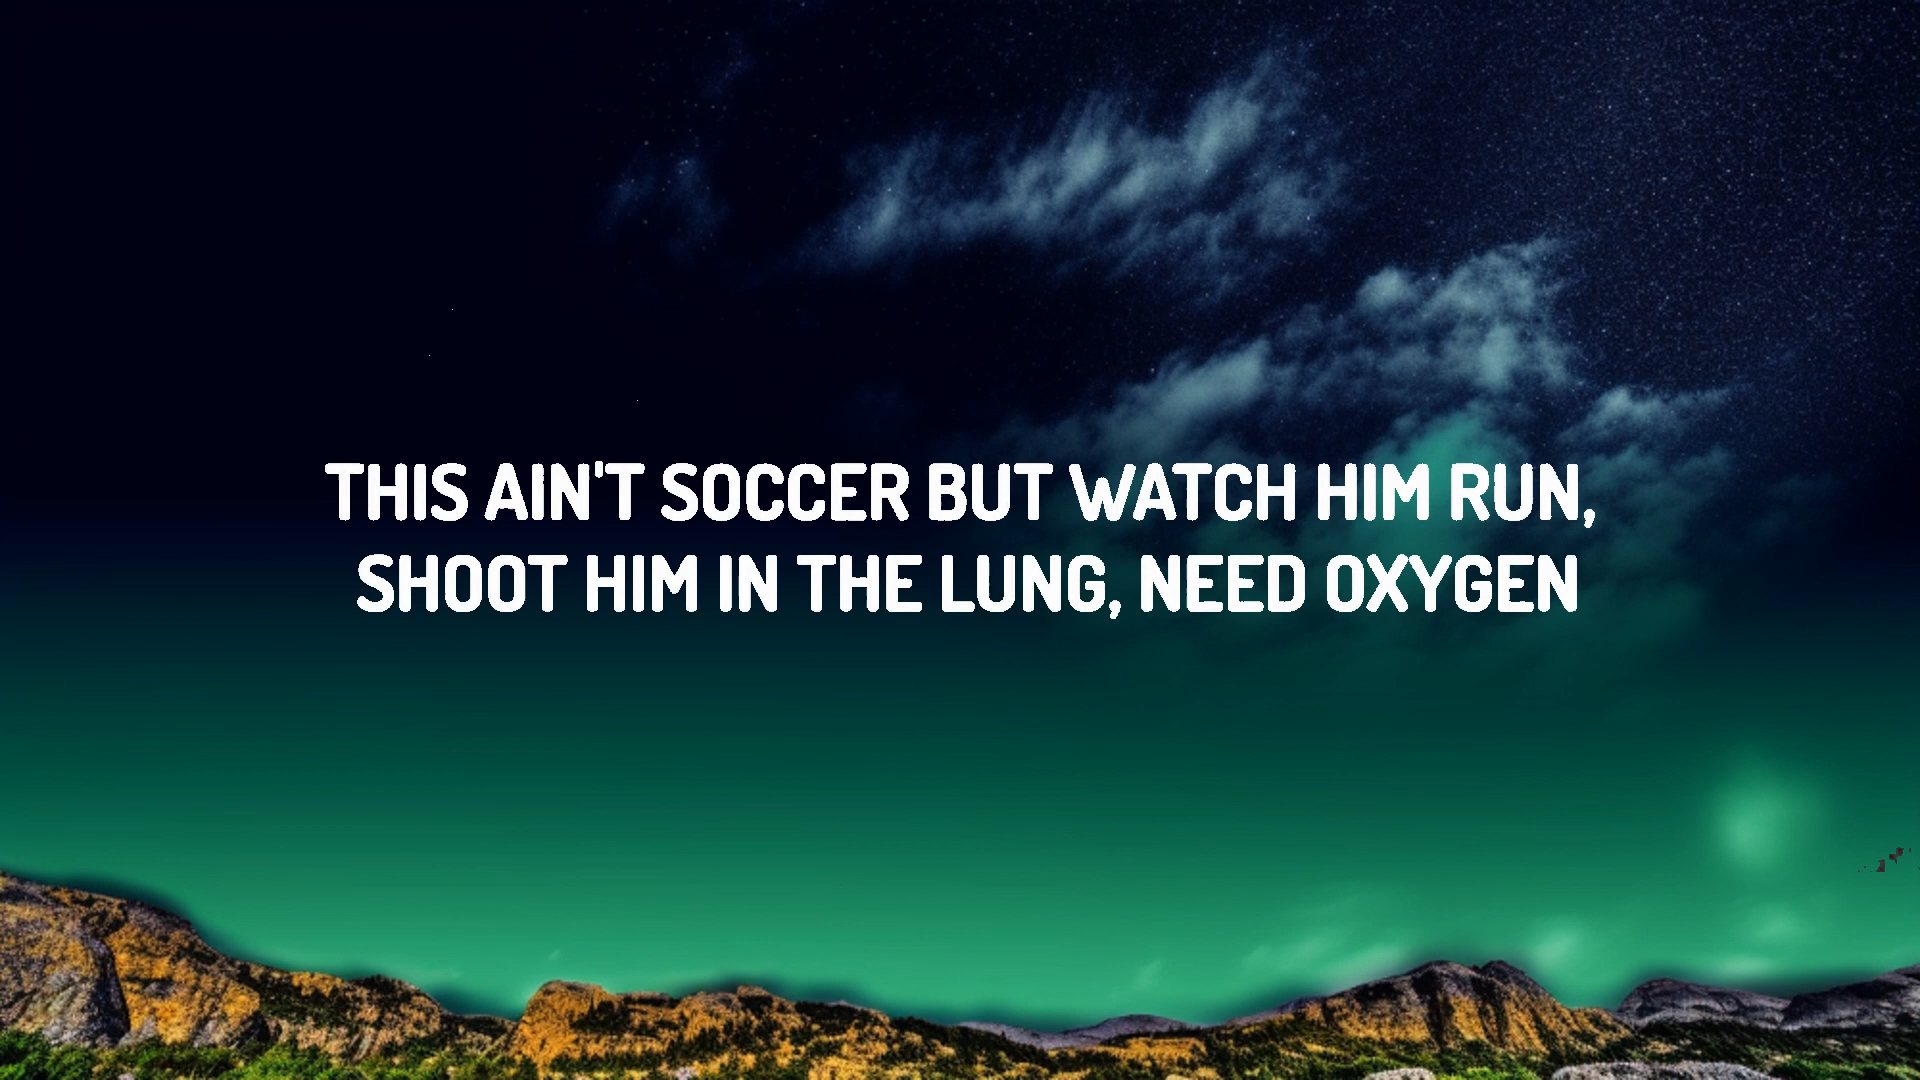 THIS AIN'T SOCCER BUT WATCH HIM RUN,
SHOOT HIM IN THE LUNG, NEED OXYGEN